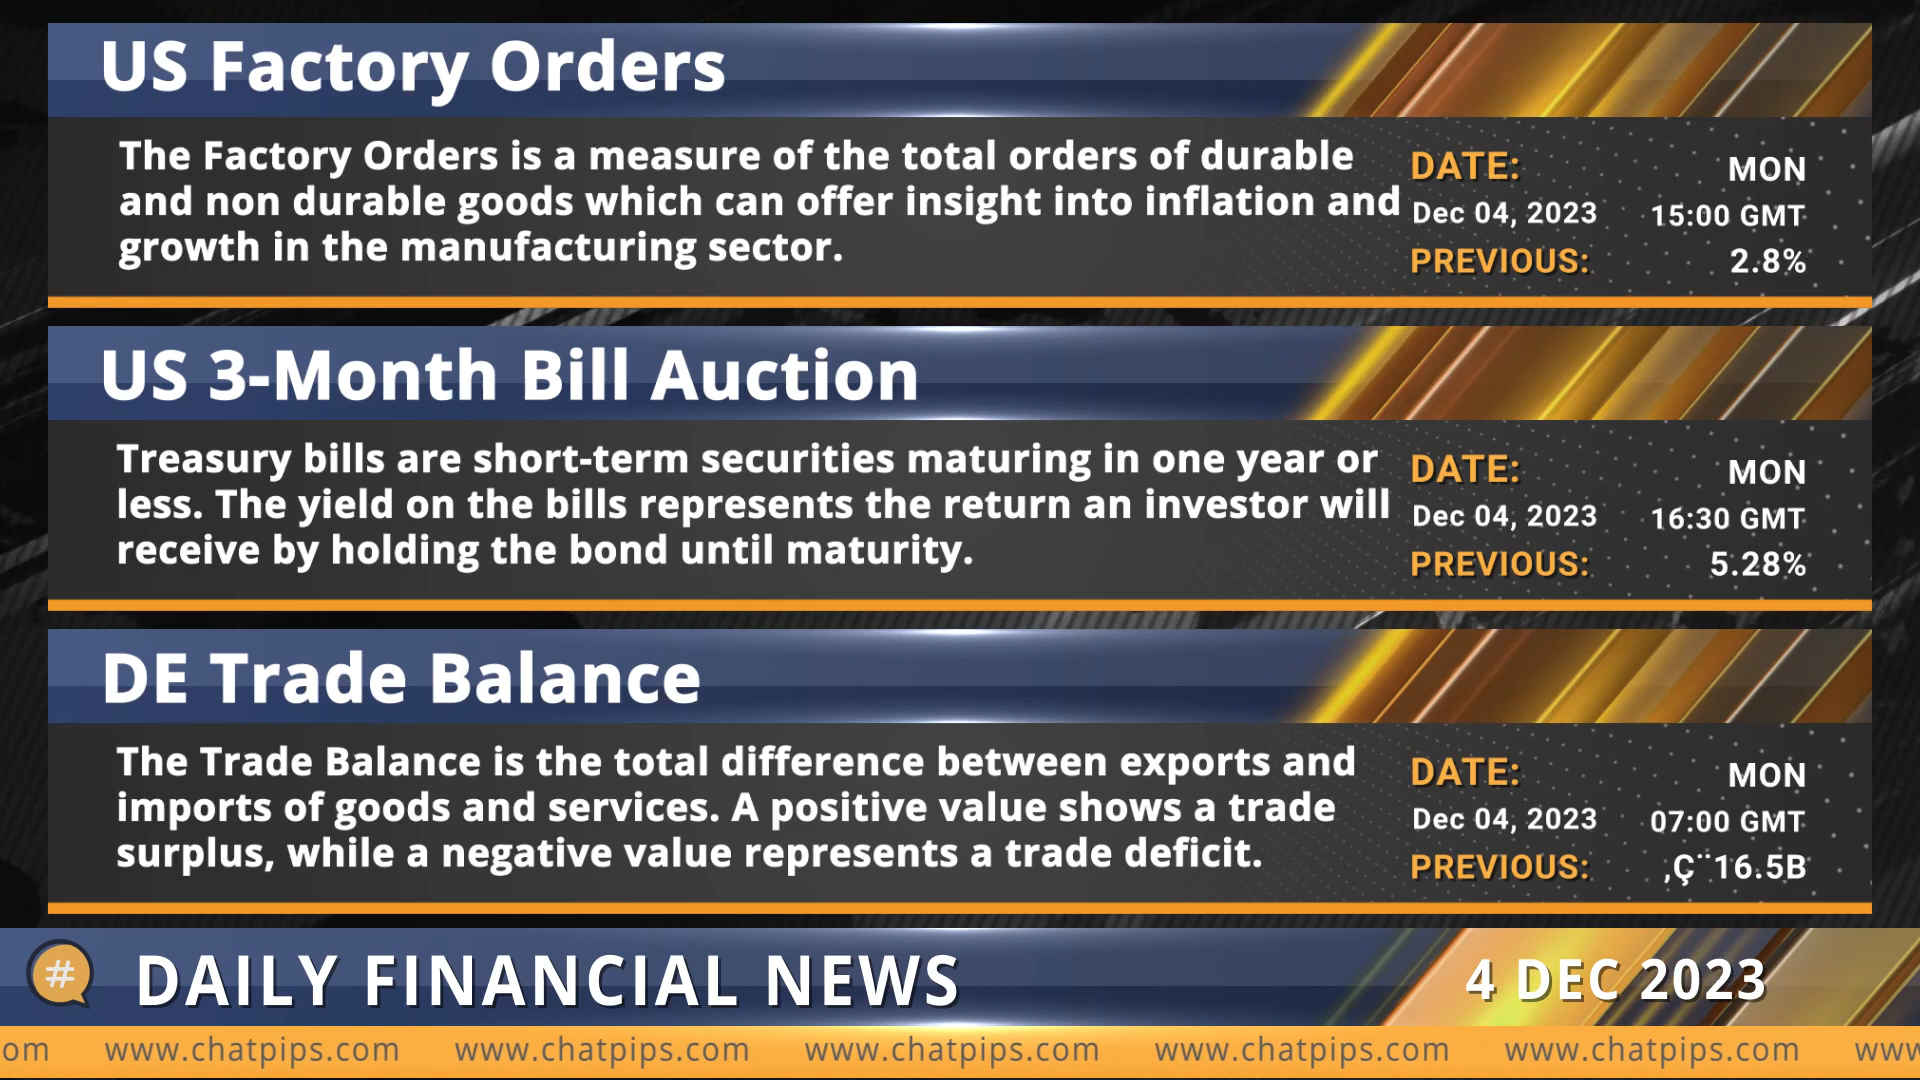 US Factory Orders
The Factory Orders is a measure of the total orders of durable
and non durable goods which can offer insight into inflation and
growth in the manufacturing sector.
DATE: MON
Dec 04, 2023 15:00 GMT
PREVIOUS: 2.8%
US 3-Month Bill Auction
Treasury bills are short-term securities maturing in one year or
less. The yield on the bills represents the return an investor will
receive by holding the bond until maturity.
DATE: MON
Dec 04, 2023 16:30 GMT
PREVIOUS: 5.28%
DE Trade Balance
The Trade Balance is the total difference between exports and
imports of goods and services. A positive value shows a trade
surplus, while a negative value represents a trade deficit.
DATE: MON
Dec 04, 2023 07:00 GMT
PREVIOUS: ‚Ç¨16.5B
# DAILY FINANCIAL NEWS 4 DEC 2023
om www.chatpips.com www.chatpips.com www.chatpips.com www.chatpips.com www.chatpips.com www